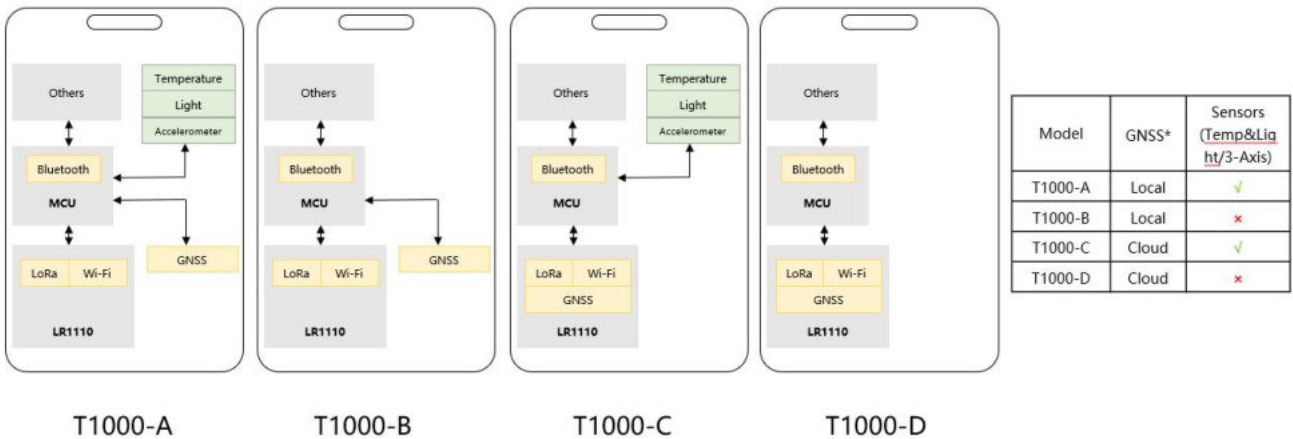 Others
Temperature
Light
Accelerometer
Bluetooth
MCU
GNSS
LoRa
Wi-Fi
LR1110
T1000-A
Others
Bluetooth
MCU
GNSS
LoRa
Wi-Fi
LR1110
T1000-B
Others
Temperature
Light
Accelerometer
Bluetooth
MCU
LoRa
Wi-Fi
GNSS
LR1110
T1000-C
Others
Bluetooth
MCU
LoRa
Wi-Fi
GNSS
LR1110
T1000-D
Model GNSS* Sensors
(Temp&Lig
ht/3-Axis)
T1000-A Local √
T1000-B Local ×
T1000-C Cloud √
T1000-D Cloud ×